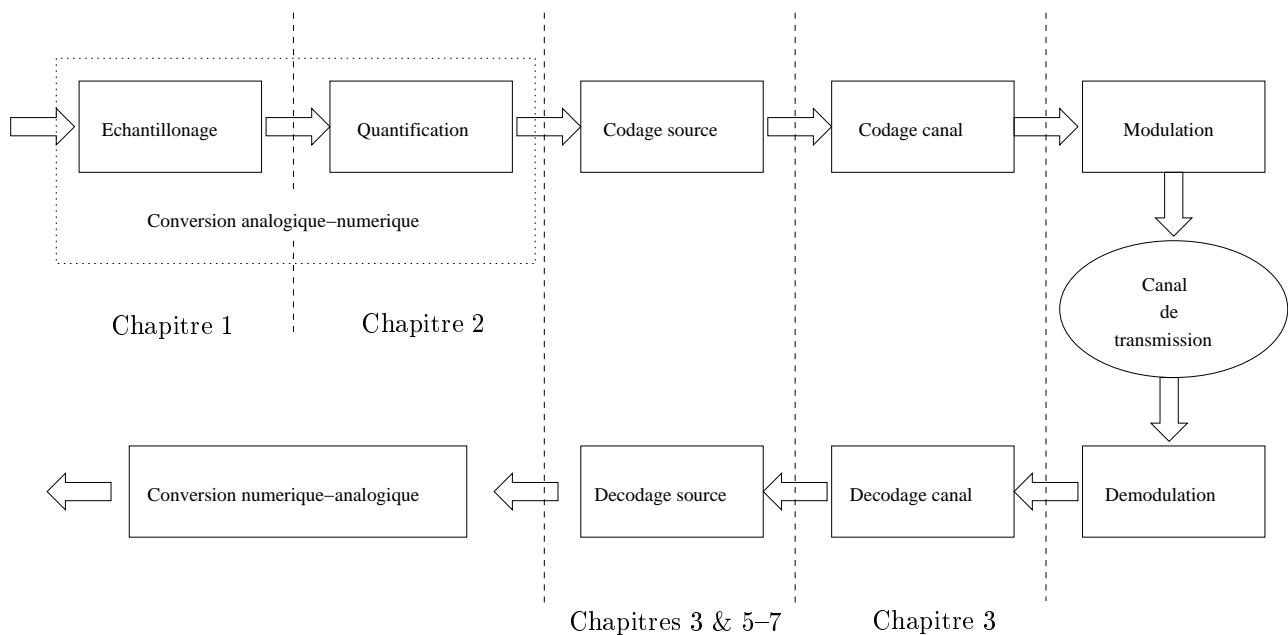 Echantillonage
Quantification
Codage source
Codage canal
Modulation
Conversion analogique−numerique
Canal
de
transmission
Chapitre 1
Chapitre 2
Conversion numerique−analogique
Decodage source
Decodage canal
Demodulation
Chapitres 3 & 5–7
Chapitre 3